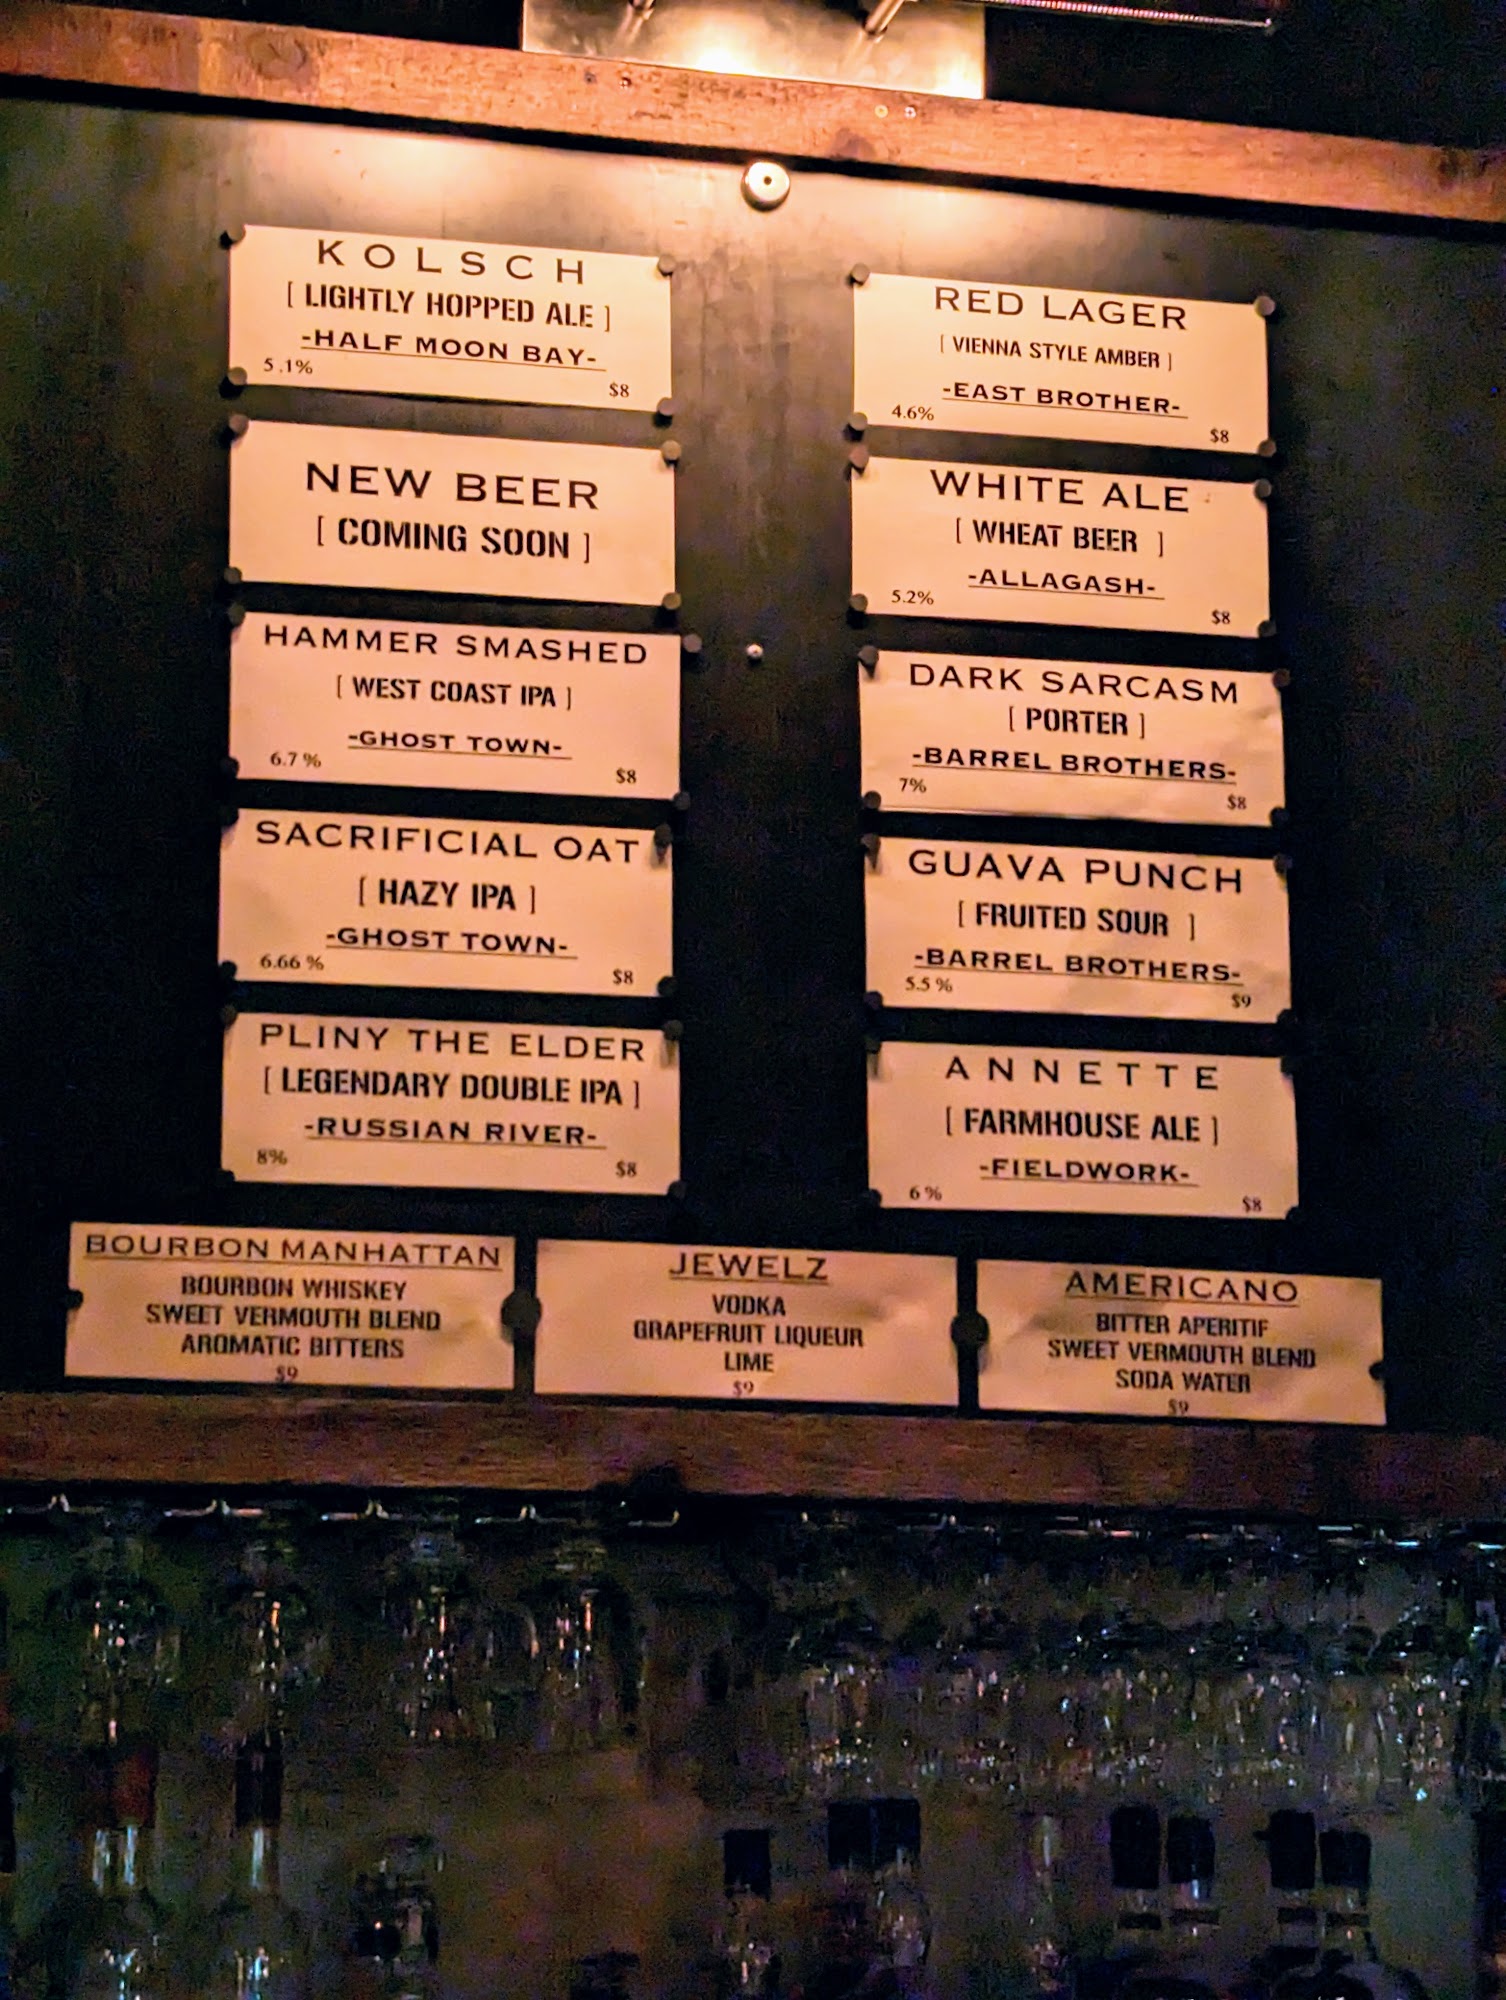 KOLSCH
[ LIGHTLY HOPPED ALE ]
-HALF MOON BAY-
5.1%
$8
NEW BEER
[ COMING SOON ]
HAMMER SMASHED
[ WEST COAST IPA ]
-GHOST TOWN-
6.7 %
$8
SACRIFICIAL OAT
[ HAZY IPA ]
-GHOST TOWN-
6.66 %
$8
PLINY THE ELDER
[ LEGENDARY DOUBLE IPA ]
-RUSSIAN RIVER-
8%
$8
RED LAGER
[ VIENNA STYLE AMBER ]
-EAST BROTHER-
4.6%
$8
WHITE ALE
[ WHEAT BEER ]
-ALLAGASH-
5.2%
$8
DARK SARCASM
[ PORTER ]
-BARREL BROTHERS-
7%
$8
GUAVA PUNCH
[ FRUITED SOUR ]
-BARREL BROTHERS-
5.5 %
$9
ANNETTE
[ FARMHOUSE ALE ]
-FIELDWORK-
6 %
$8
BOURBON MANHATTAN
BOURBON WHISKEY
SWEET VERMOUTH BLEND
AROMATIC BITTERS
$9
JEWELZ
VODKA
GRAPEFRUIT LIQUEUR
LIME
$9
AMERICANO
BITTER APERITIF
SWEET VERMOUTH BLEND
SODA WATER
$9